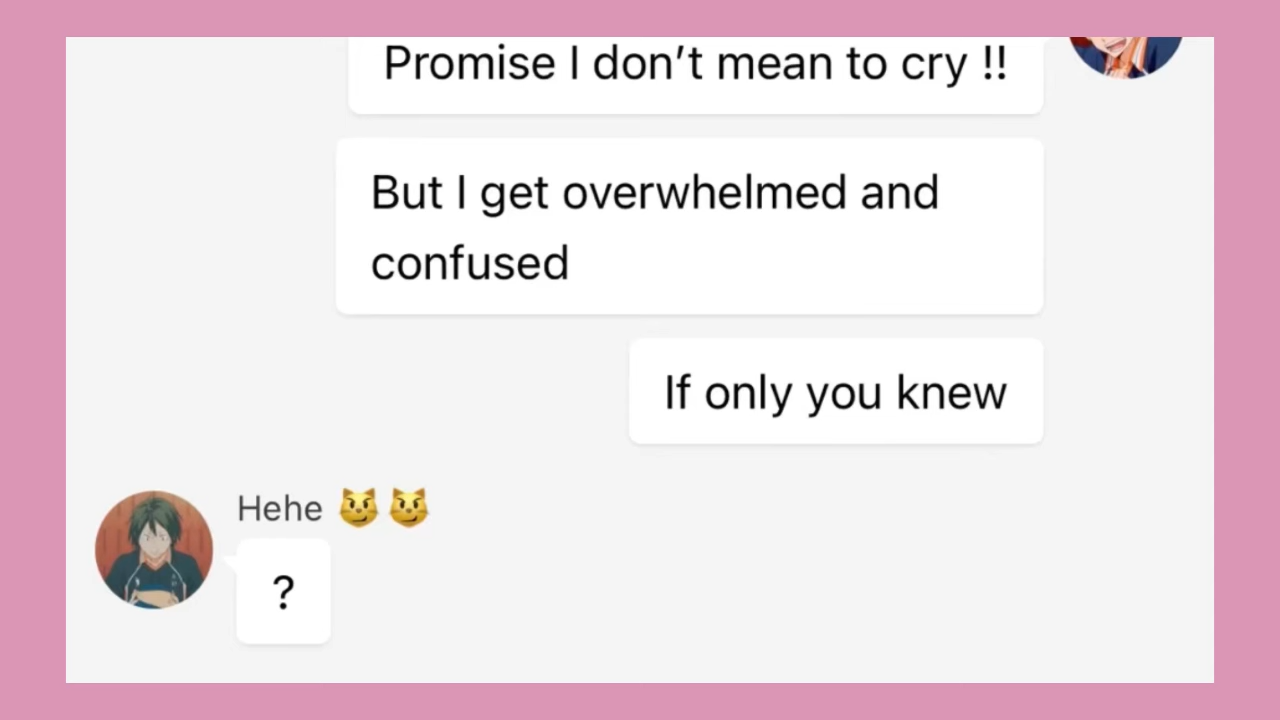 Promise I don’t mean to cry !!
But I get overwhelmed and
confused
If only you knew
Hehe 😼😼
?